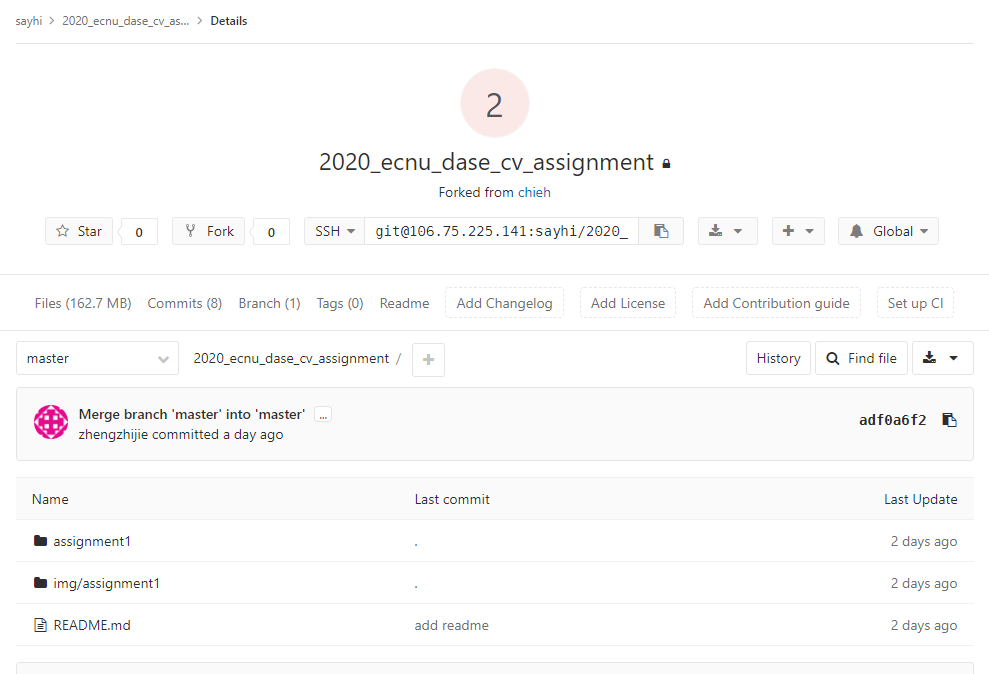 sayhi > 2020_ecnu_dase_cv_as... > Details
2
2020_ecnu_dase_cv_assignment
Forked from chieh
Star 0 Fork 0 SSH git@106.75.225.141:sayhi/2020_ Global
Files (162.7 MB) Commits (8) Branch (1) Tags (0) Readme Add Changelog Add License Add Contribution guide Set up CI
master 2020_ecnu_dase_cv_assignment / + History Find file
Merge branch 'master' into 'master' ...
zhengzhijie committed a day ago
adf0a6f2
Name Last commit Last Update
assignment1 . 2 days ago
img/assignment1 . 2 days ago
README.md add readme 2 days ago